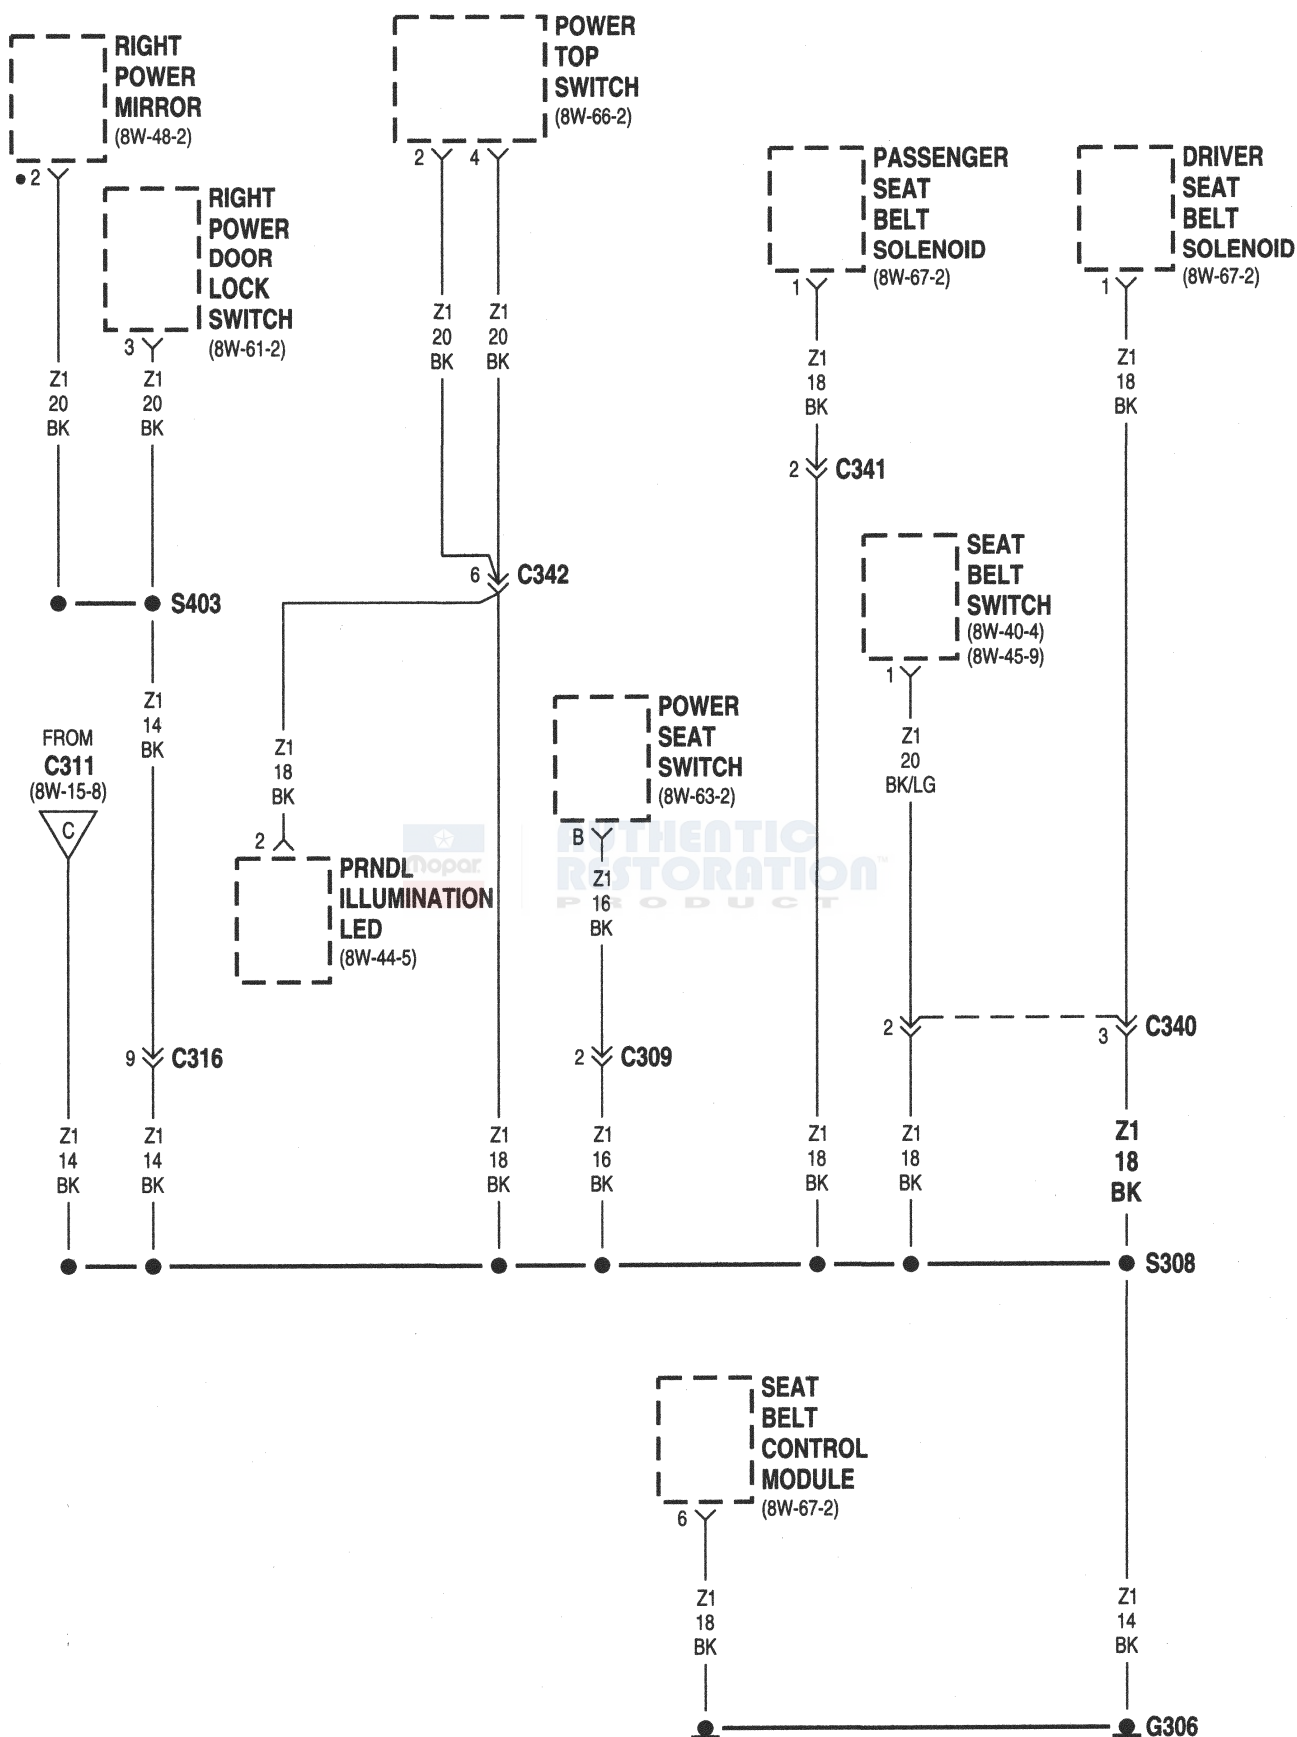 RIGHT
POWER
MIRROR
(8W-48-2)
2
RIGHT
POWER
DOOR
LOCK
SWITCH
(8W-61-2)
3
POWER
TOP
SWITCH
(8W-66-2)
2
4
PASSENGER
SEAT
BELT
SOLENOID
(8W-67-2)
1
DRIVER
SEAT
BELT
SOLENOID
(8W-67-2)
1
Z1
20
BK
Z1
20
BK
Z1
20
BK
Z1
20
BK
Z1
18
BK
Z1
18
BK
2
C341
SEAT
BELT
SWITCH
(8W-40-4)
(8W-45-9)
1
6
C342
S403
Z1
14
BK
FROM
C311
(8W-15-8)
C
Z1
18
BK
2
PRNDL
ILLUMINATION
LED
(8W-44-5)
POWER
SEAT
SWITCH
(8W-63-2)
B
Z1
16
BK
Z1
20
BK/LG
Mopar
AUTHENTIC
RESTORATION™
PRODUCT
9
C316
2
C309
2
3
C340
Z1
14
BK
Z1
14
BK
Z1
18
BK
Z1
16
BK
Z1
18
BK
Z1
18
BK
Z1
18
BK
S308
SEAT
BELT
CONTROL
MODULE
(8W-67-2)
6
Z1
18
BK
Z1
14
BK
G306